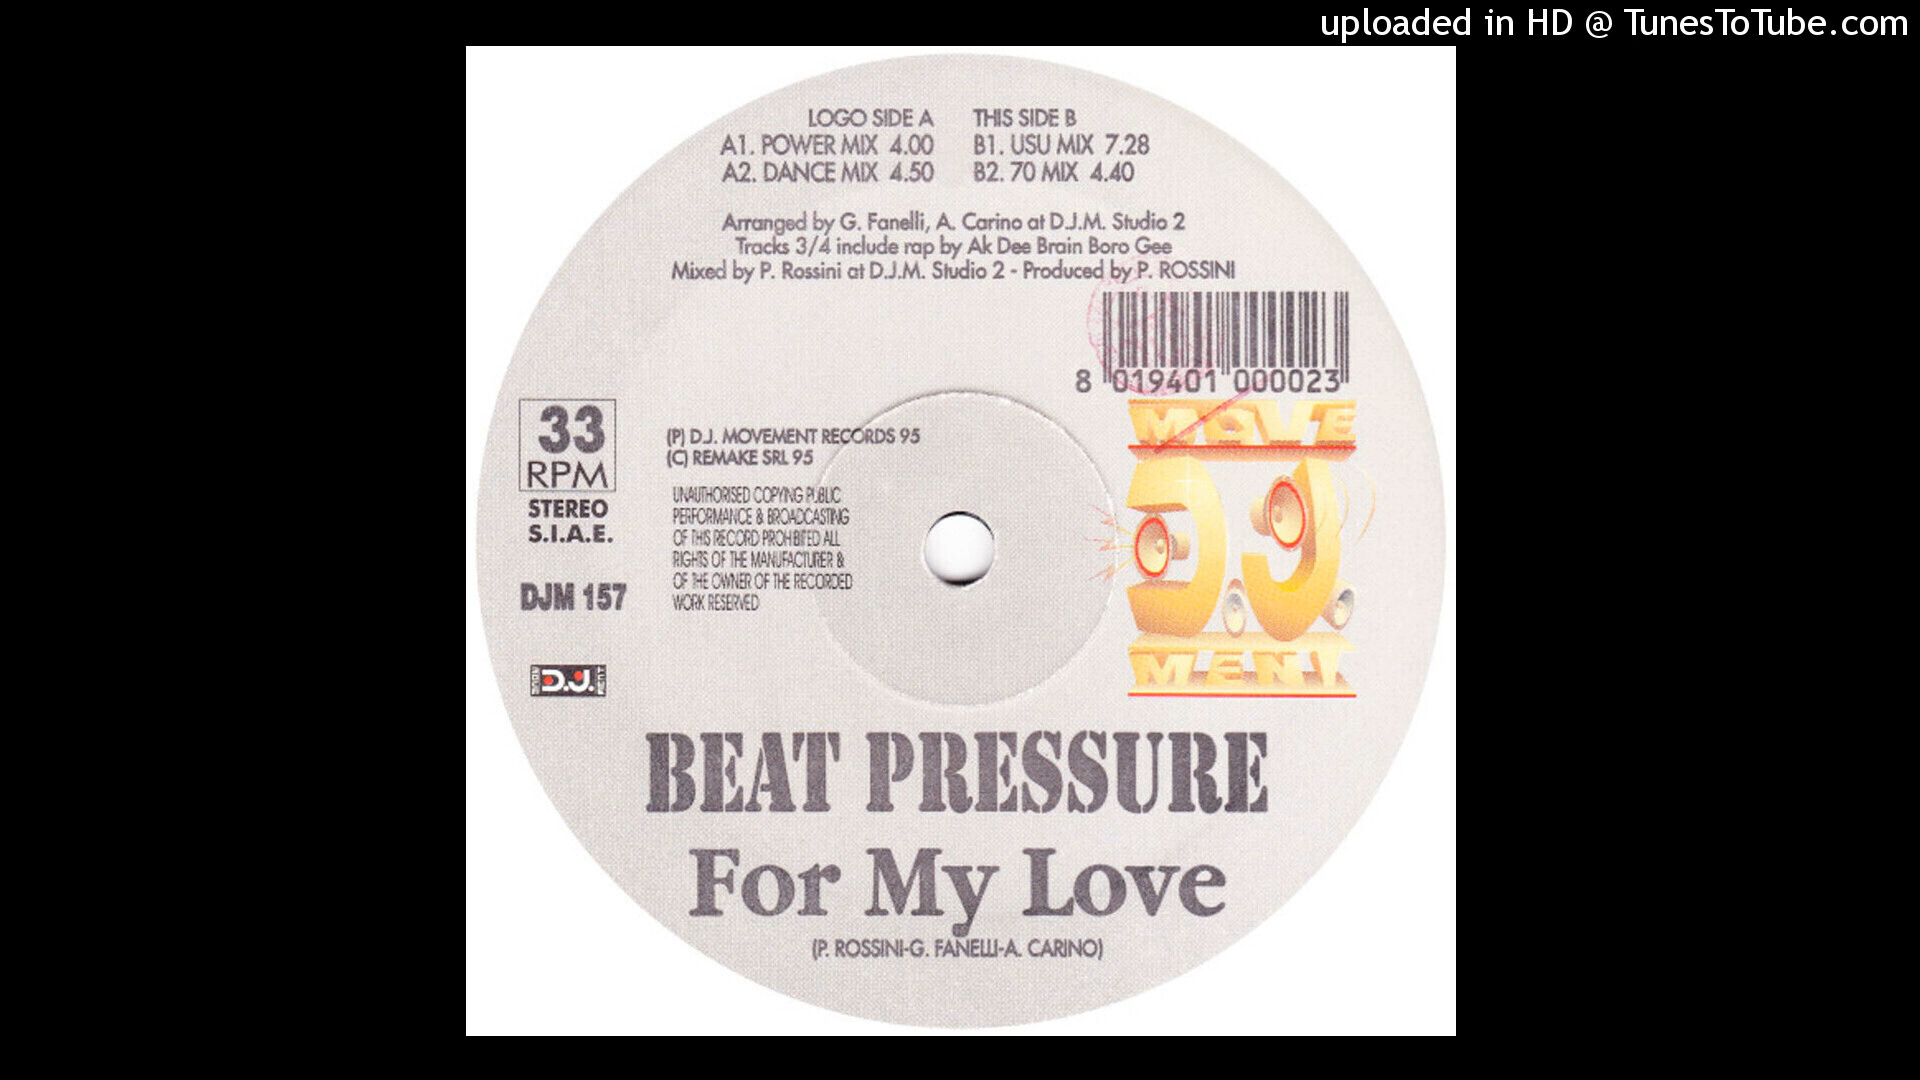 uploaded in HD @ TunesToTube.com
LOGO SIDE A
A1. POWER MIX 4.00
A2. DANCE MIX 4.50
THIS SIDE B
B1. USU MIX 7.28
B2. 70 MIX 4.40
Arranged by G. Fanelli, A. Carino at D.J.M. Studio 2
Tracks 3/4 include rap by Ak Dee Brain Boro Gee
Mixed by P. Rossini at D.J.M. Studio 2 - Produced by P. ROSSINI
8 019401 000023
33
RPM
STEREO
S.I.A.E.
DJM 157
D.J.
(P) D.J. MOVEMENT RECORDS 95
(C) REMAKE SRL 95
UNAUTHORISED COPYING PUBLIC
PERFORMANCE & BROADCASTING
OF THIS RECORD PROHIBITED ALL
RIGHTS OF THE MANUFACTURER &
OF THE OWNER OF THE RECORDED
WORK RESERVED
MOVE
D.J.
MENT
BEAT PRESSURE
For My Love
(P. ROSSINI-G. FANELLI-A. CARINO)